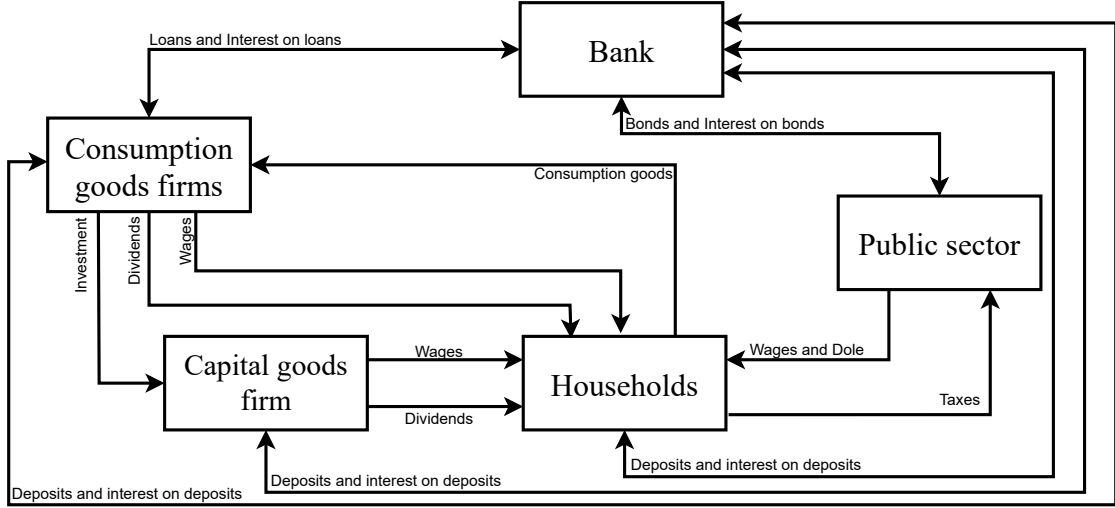 Loans and Interest on loans
Bank
Bonds and Interest on bonds
Consumption
goods firms
Consumption goods
Public sector
Investment
Dividends
Wages
Capital goods
firm
Wages
Dividends
Households
Wages and Dole
Taxes
Deposits and interest on deposits
Deposits and interest on deposits
Deposits and interest on deposits